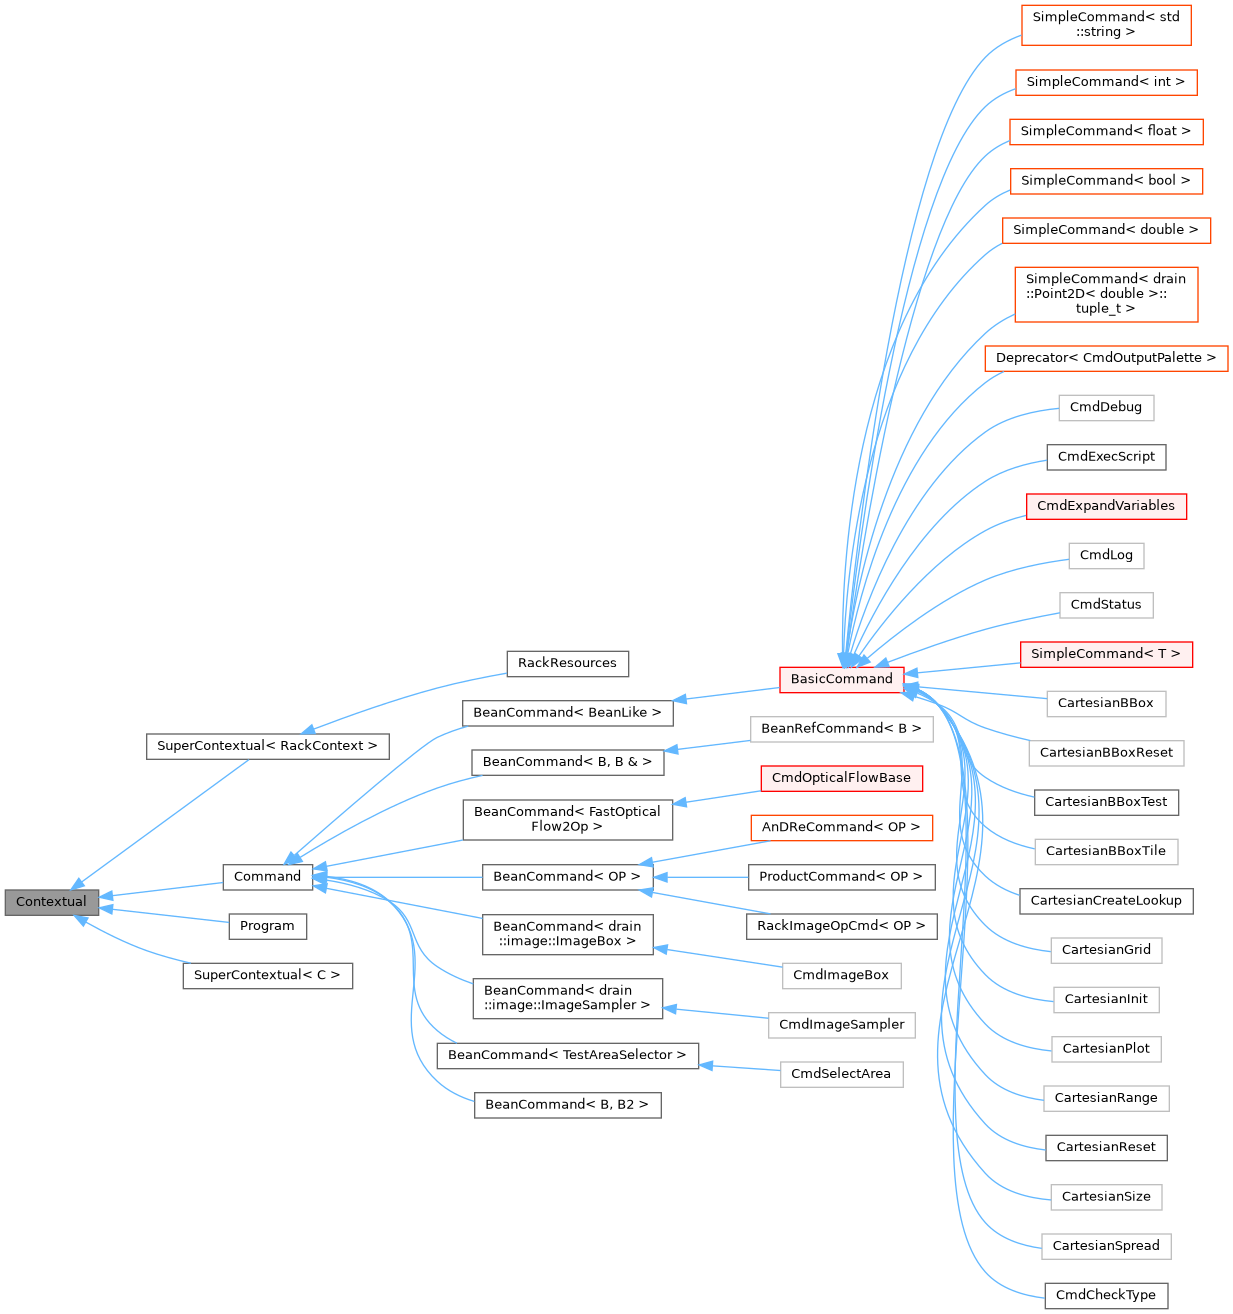 SimpleCommand< std
::string >
SimpleCommand< int >
SimpleCommand< float >
SimpleCommand< bool >
SimpleCommand< double >
SimpleCommand< drain
::Point2D< double >::
tuple_t >
Deprecator< CmdOutputPalette >
CmdDebug
CmdExecScript
CmdExpandVariables
CmdLog
CmdStatus
SimpleCommand< T >
RackResources
BasicCommand
CartesianBBox
BeanCommand< BeanLike >
BeanRefCommand< B >
SuperContextual< RackContext >
CartesianBBoxReset
BeanCommand< B, B & >
CmdOpticalFlowBase
CartesianBBoxTest
BeanCommand< FastOptical
Flow2Op >
AnDReCommand< OP >
CartesianBBoxTile
Command
BeanCommand< OP >
ProductCommand< OP >
Contextual
CartesianCreateLookup
Program
BeanCommand< drain
::image::ImageBox >
RackImageOpCmd< OP >
CartesianGrid
SuperContextual< C >
CmdImageBox
BeanCommand< drain
::image::ImageSampler >
CartesianInit
CmdImageSampler
CartesianPlot
BeanCommand< TestAreaSelector >
CmdSelectArea
CartesianRange
BeanCommand< B, B2 >
CartesianReset
CartesianSize
CartesianSpread
CmdCheckType